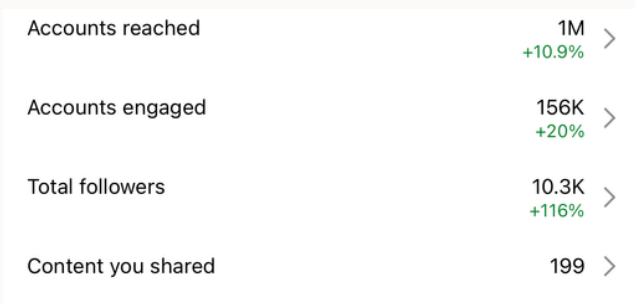 Accounts reached 1M
+10.9%
Accounts engaged 156K
+20%
Total followers 10.3K
+116%
Content you shared 199